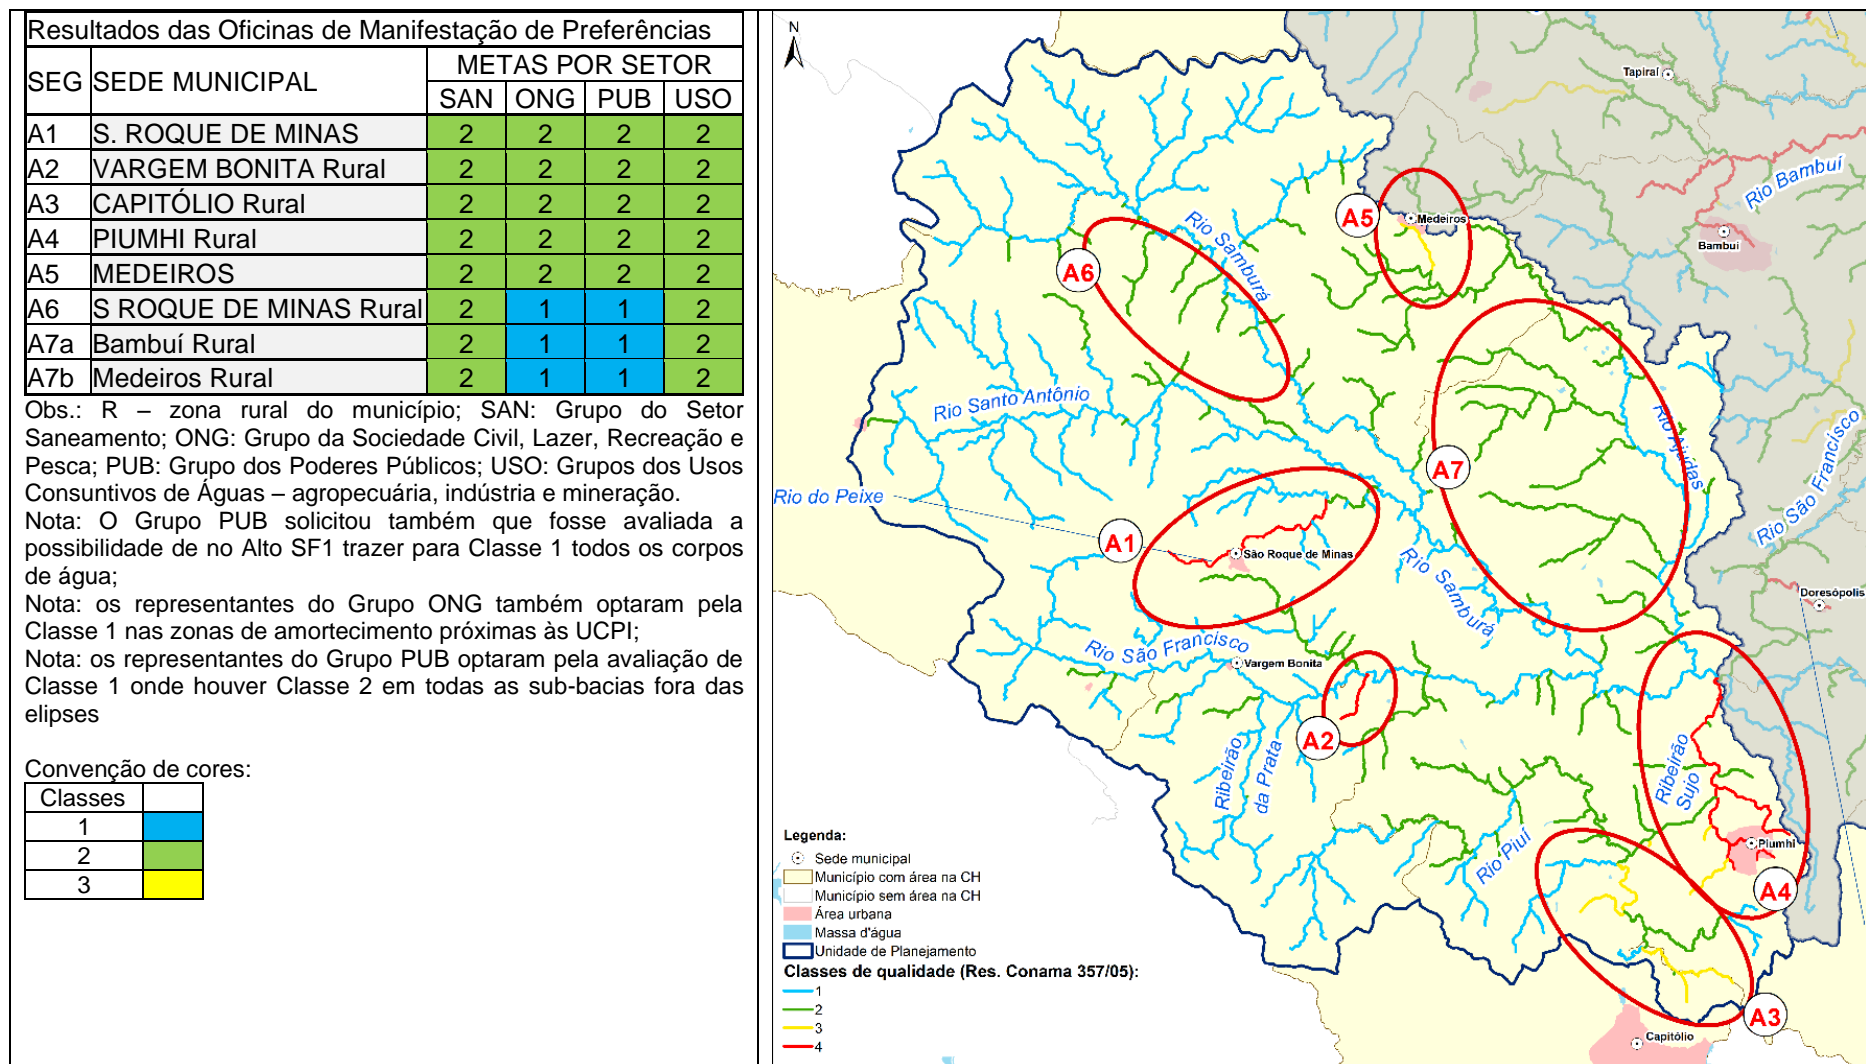 Resultados das Oficinas de Manifestação de Preferências
SEG SEDE MUNICIPAL METAS POR SETOR
SAN ONG PUB USO
A1 S. ROQUE DE MINAS 2 2 2 2
A2 VARGEM BONITA Rural 2 2 2 2
A3 CAPITÓLIO Rural 2 2 2 2
A4 PIUMHI Rural 2 2 2 2
A5 MEDEIROS 2 2 2 2
A6 S ROQUE DE MINAS Rural 2 1 1 2
A7a Bambuí Rural 2 1 1 2
A7b Medeiros Rural 2 1 1 2
Obs.: R – zona rural do município; SAN: Grupo do Setor
Saneamento; ONG: Grupo da Sociedade Civil, Lazer, Recreação e
Pesca; PUB: Grupo dos Poderes Públicos; USO: Grupos dos Usos
Consuntivos de Águas – agropecuária, indústria e mineração.
Nota: O Grupo PUB solicitou também que fosse avaliada a
possibilidade de no Alto SF1 trazer para Classe 1 todos os corpos
de água;
Nota: os representantes do Grupo ONG também optaram pela
Classe 1 nas zonas de amortecimento próximas às UCPI;
Nota: os representantes do Grupo PUB optaram pela avaliação de
Classe 1 onde houver Classe 2 em todas as sub-bacias fora das
elipses
Convenção de cores:
Classes
1
2
3
N
Tapiraí
Rio Bambuí
Bambuí
A5
Medeiros
Rio Samburá
A6
Rio Santo Antônio
Rio Ajudas
Rio São Francisco
A7
Rio do Peixe
A1
São Roque de Minas
Rio Samburá
Doresópolis
Rio São Francisco
Vargem Bonita
A2
Ribeirão
da Prata
Ribeirão
Sujo
Rio Piuí
Piumhi
A4
A3
Capitólio
Legenda:
Sede municipal
Município com área na CH
Município sem área na CH
Área urbana
Massa d'água
Unidade de Planejamento
Classes de qualidade (Res. Conama 357/05):
1
2
3
4